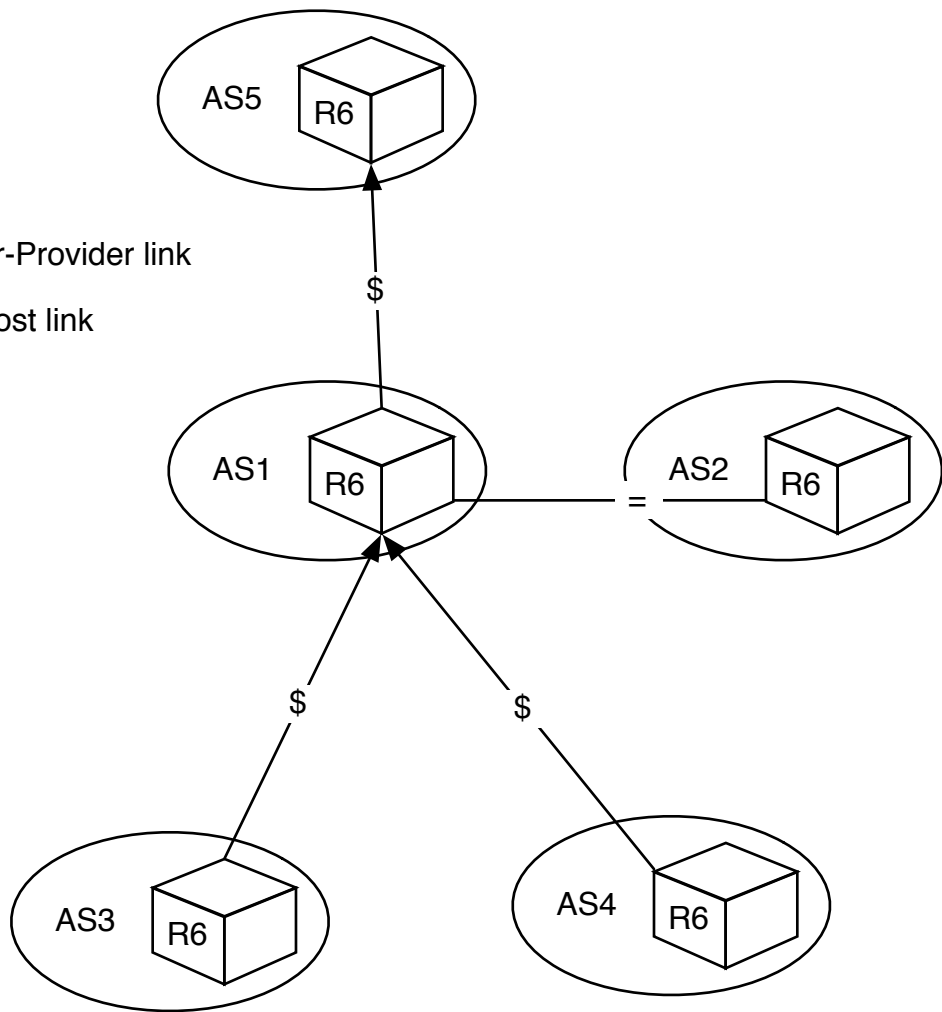 AS5
R6
r-Provider link
$
ost link
AS1
R6
AS2
R6
=
$
$
AS3
R6
AS4
R6